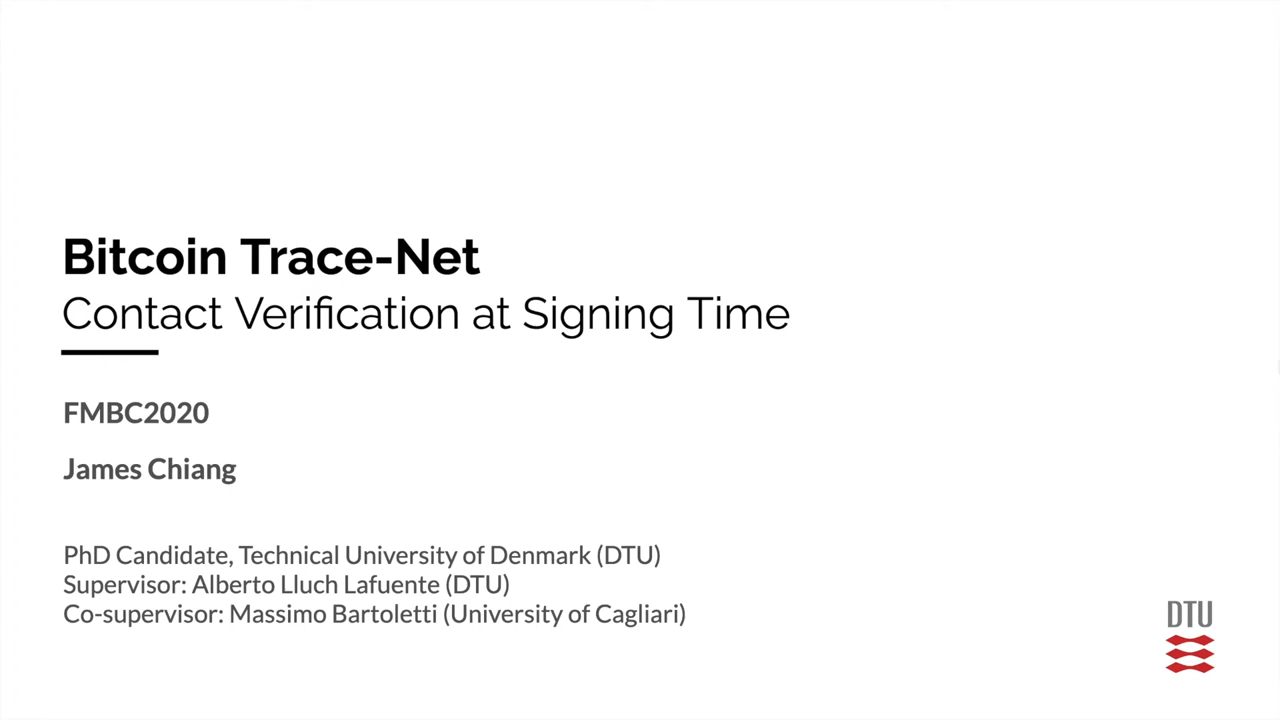 Bitcoin Trace-Net
Contact Verification at Signing Time
FMBC2020
James Chiang
PhD Candidate, Technical University of Denmark (DTU)
Supervisor: Alberto Lluch Lafuente (DTU)
Co-supervisor: Massimo Bartoletti (University of Cagliari)
DTU